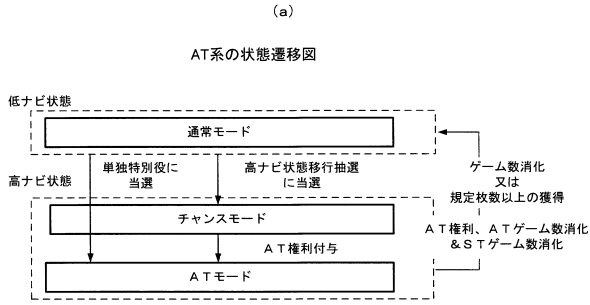 (a)
AT系の状態遷移図
低ナビ状態
通常モード
単独特別役に
当選
高ナビ状態移行抽選
に当選
高ナビ状態
チャンスモード
AT権利付与
ATモード
ゲーム数消化
又は
規定枚数以上の獲得
AT権利、ATゲーム数消化
&STゲーム数消化